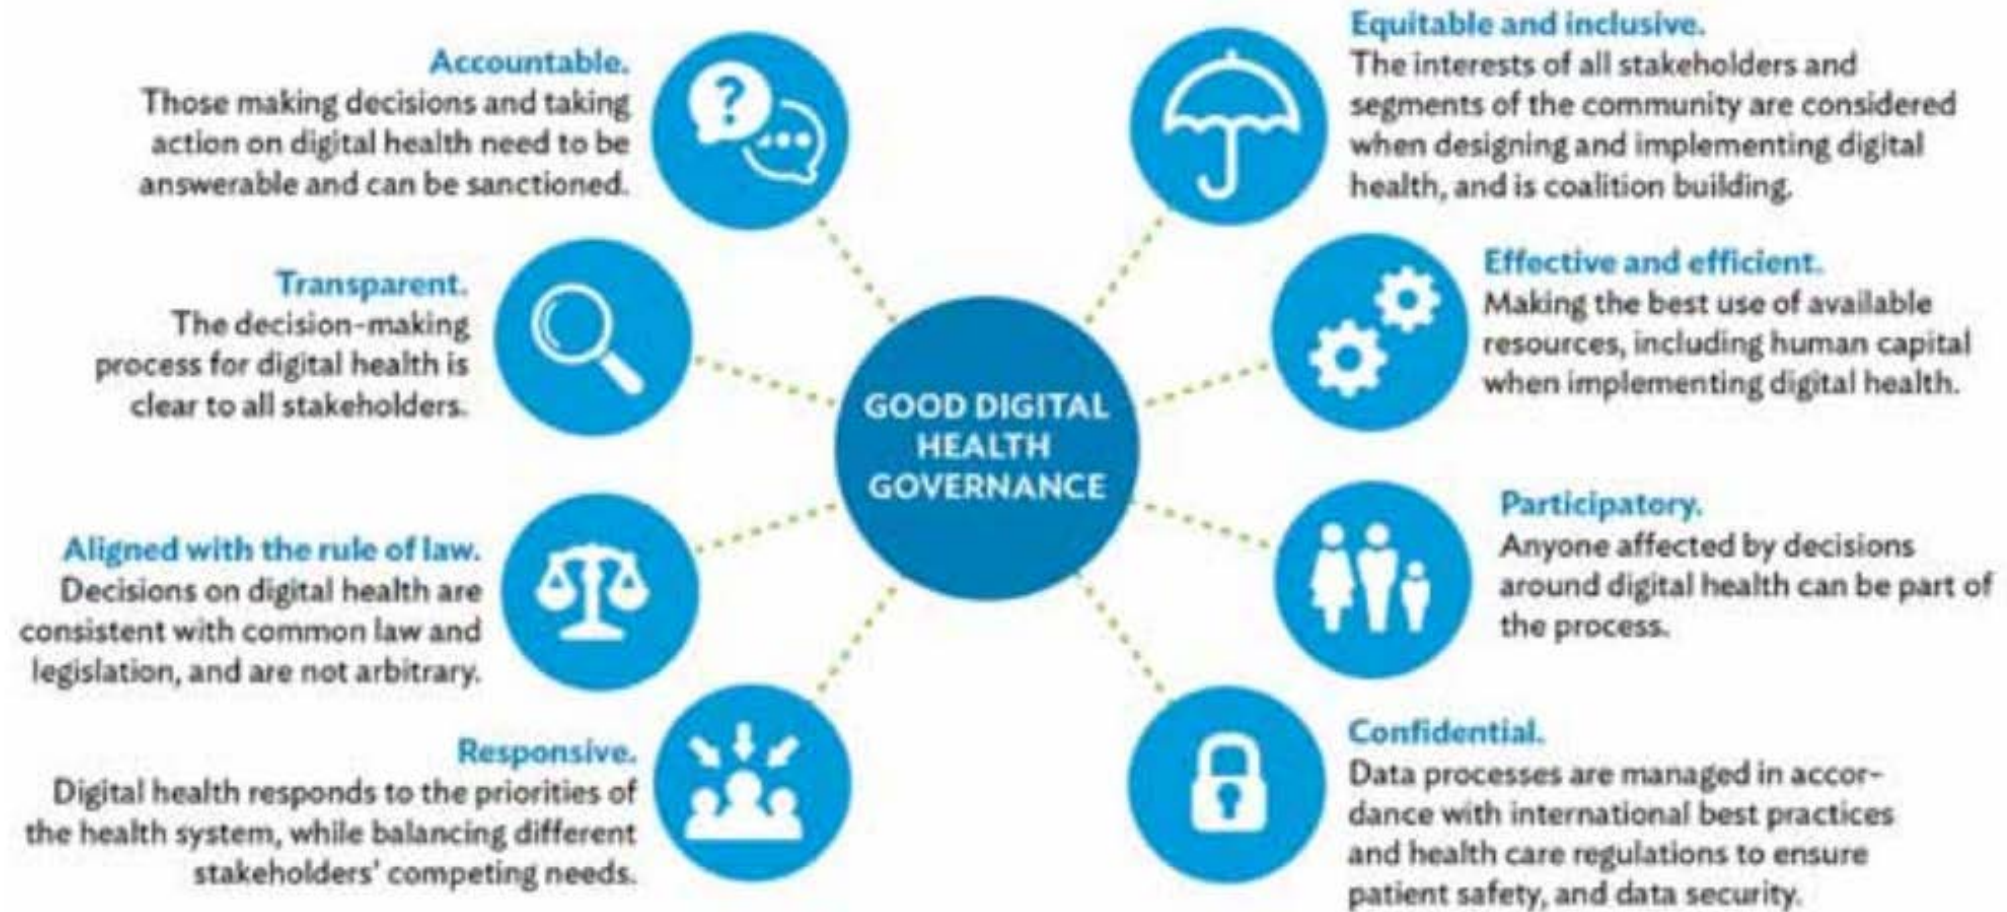 Accountable.
Those making decisions and taking
action on digital health need to be
answerable and can be sanctioned.
Transparent.
The decision-making
process for digital health is
clear to all stakeholders.
Aligned with the rule of law.
Decisions on digital health are
consistent with common law and
legislation, and are not arbitrary.
Responsive.
Digital health responds to the priorities of
the health system, while balancing different
stakeholders' competing needs.
?
GOOD DIGITAL
HEALTH
GOVERNANCE
Equitable and inclusive.
The interests of all stakeholders and
segments of the community are considered
when designing and implementing digital
health, and is coalition building.
Effective and efficient.
Making the best use of available
resources, including human capital
when implementing digital health.
Participatory.
Anyone affected by decisions
around digital health can be part of
the process.
Confidential.
Data processes are managed in accor-
dance with international best practices
and health care regulations to ensure
patient safety, and data security.